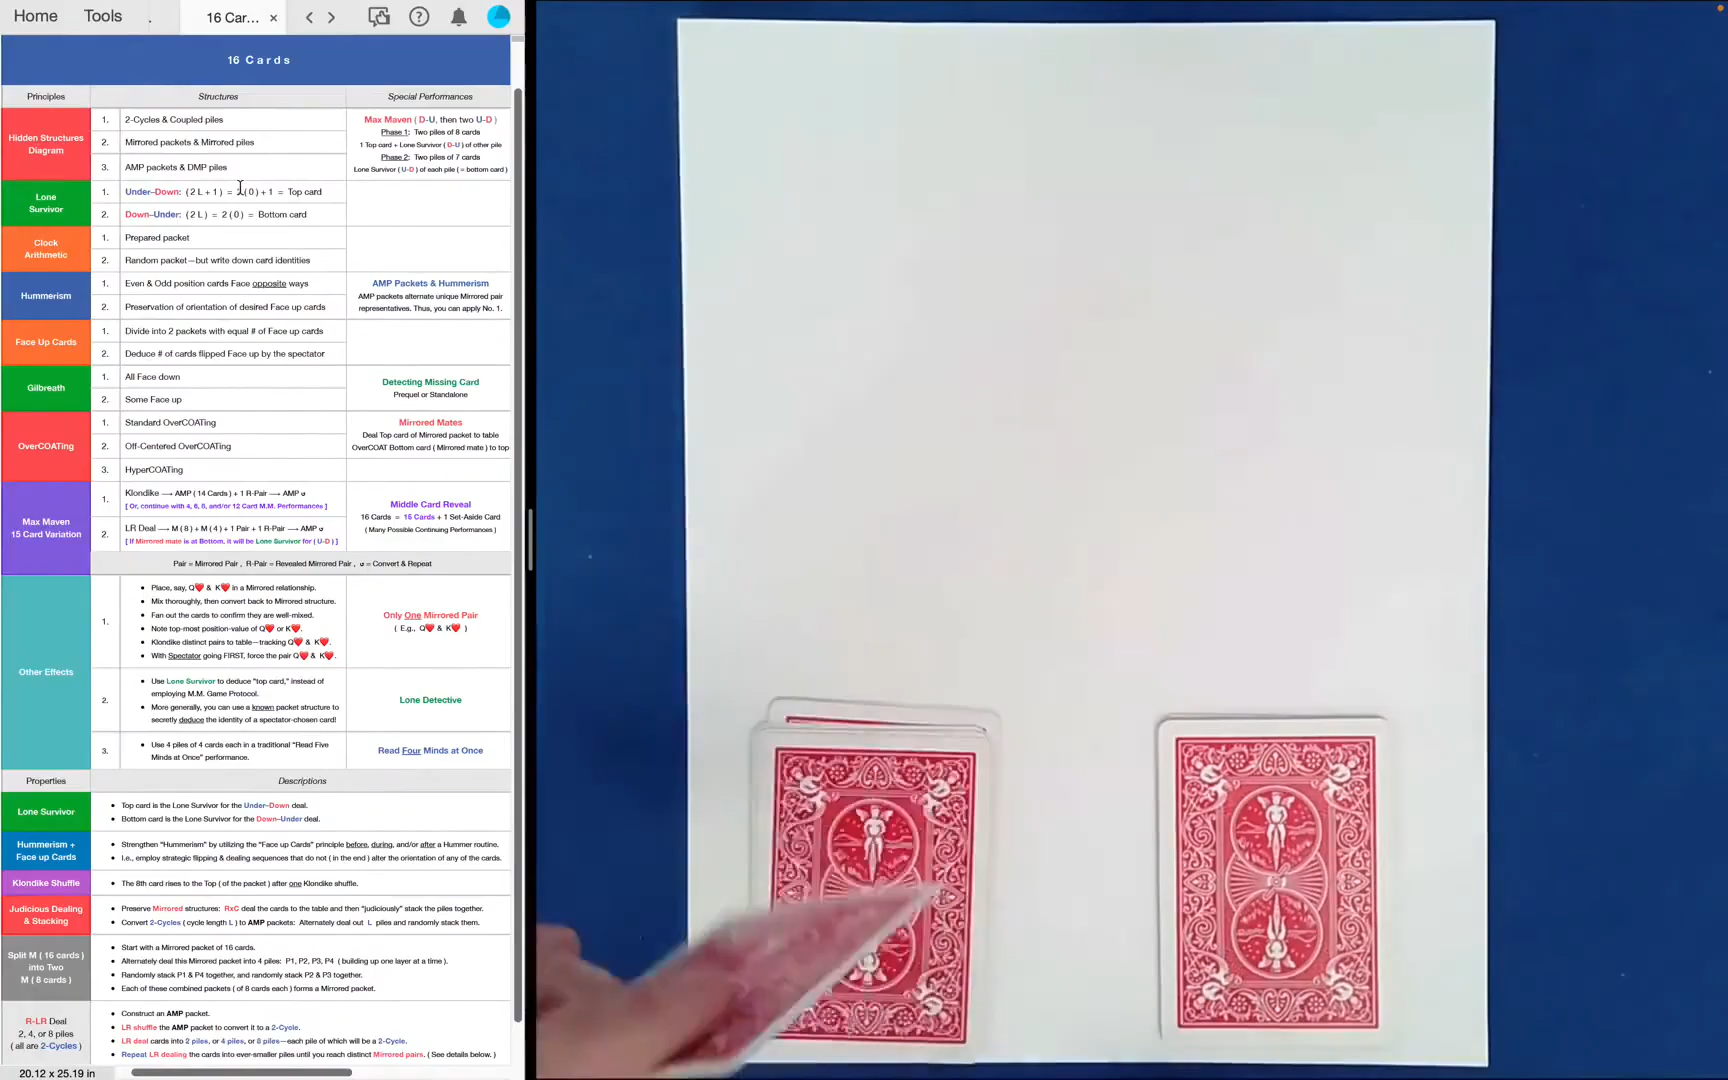 Home Tools . 16 Car... ×
16 Cards
Principles Structures Special Performances
Hidden Structures
Diagram
1. 2-Cycles & Coupled piles
2. Mirrored packets & Mirrored piles
3. AMP packets & DMP piles
Max Maven ( D-U, then two U-D )
Phase 1: Two piles of 8 cards
1 Top card + Lone Survivor ( D-U ) of other pile
Phase 2: Two piles of 7 cards
Lone Survivor ( U-D ) of each pile ( = bottom card )
Lone
Survivor
1. Under–Down: ( 2 L + 1 ) = 2 ( 0 ) + 1 = Top card
2. Down–Under: ( 2 L ) = 2 ( 0 ) = Bottom card
Clock
Arithmetic
1. Prepared packet
2. Random packet—but write down card identities
Hummerism
1. Even & Odd position cards Face opposite ways
2. Preservation of orientation of desired Face up cards
AMP Packets & Hummerism
AMP packets alternate unique Mirrored pair
representatives. Thus, you can apply No. 1.
Face Up Cards
1. Divide into 2 packets with equal # of Face up cards
2. Deduce # of cards flipped Face up by the spectator
Gilbreath
1. All Face down
2. Some Face up
Detecting Missing Card
Prequel or Standalone
OverCOATing
1. Standard OverCOATing
2. Off-Centered OverCOATing
3. HyperCOATing
Mirrored Mates
Deal Top card of Mirrored packet to table
OverCOAT Bottom card ( Mirrored mate ) to top
Max Maven
15 Card Variation
1. Klondike → AMP ( 14 Cards ) + 1 R-Pair → AMP ↺
[ Or, continue with 4, 6, 8, and/or 12 Card M.M. Performances ]
2. LR Deal → M ( 8 ) + M ( 4 ) + 1 Pair + 1 R-Pair → AMP ↺
[ If Mirrored mate is at Bottom, it will be Lone Survivor for ( U-D ) ]
Middle Card Reveal
16 Cards = 15 Cards + 1 Set-Aside Card
( Many Possible Continuing Performances )
Pair = Mirrored Pair , R-Pair = Revealed Mirrored Pair , ↺ = Convert & Repeat
Other Effects
1.
• Place, say, Q♥ & K♥ in a Mirrored relationship.
• Mix thoroughly, then convert back to Mirrored structure.
• Fan out the cards to confirm they are well-mixed.
• Note top-most position-value of Q♥ or K♥.
• Klondike distinct pairs to table—tracking Q♥ & K♥.
• With Spectator going FIRST, force the pair Q♥ & K♥.
Only One Mirrored Pair
( E.g., Q♥ & K♥ )
2.
• Use Lone Survivor to deduce "top card," instead of
employing M.M. Game Protocol.
• More generally, you can use a known packet structure to
secretly deduce the identity of a spectator-chosen card!
Lone Detective
3.
• Use 4 piles of 4 cards each in a traditional "Read Five
Minds at Once" performance.
Read Four Minds at Once
Properties Descriptions
Lone Survivor
• Top card is the Lone Survivor for the Under–Down deal.
• Bottom card is the Lone Survivor for the Down–Under deal.
Hummerism +
Face up Cards
• Strengthen "Hummerism" by utilizing the "Face up Cards" principle before, during, and/or after a Hummer routine.
• I.e., employ strategic flipping & dealing sequences that do not ( in the end ) alter the orientation of any of the cards.
Klondike Shuffle
• The 8th card rises to the Top ( of the packet ) after one Klondike shuffle.
Judicious Dealing
& Stacking
• Preserve Mirrored structures: RxC deal the cards to the table and then "judiciously" stack the piles together.
• Convert 2-Cycles ( cycle length L ) to AMP packets: Alternately deal out L piles and randomly stack them.
Split M ( 16 cards )
into Two
M ( 8 cards )
• Start with a Mirrored packet of 16 cards.
• Alternately deal this Mirrored packet into 4 piles: P1, P2, P3, P4 ( building up one layer at a time ).
• Randomly stack P1 & P4 together, and randomly stack P2 & P3 together.
• Each of these combined packets ( of 8 cards each ) forms a Mirrored packet.
R-LR Deal
2, 4, or 8 piles
( all are 2-Cycles )
• Construct an AMP packet.
• LR shuffle the AMP packet to convert it to a 2-Cycle.
• LR deal cards into 2 piles, or 4 piles, or 8 piles—each pile of which will be a 2-Cycle.
• Repeat LR dealing the cards into ever-smaller piles until you reach distinct Mirrored pairs. ( See details below. )
20.12 x 25.19 in